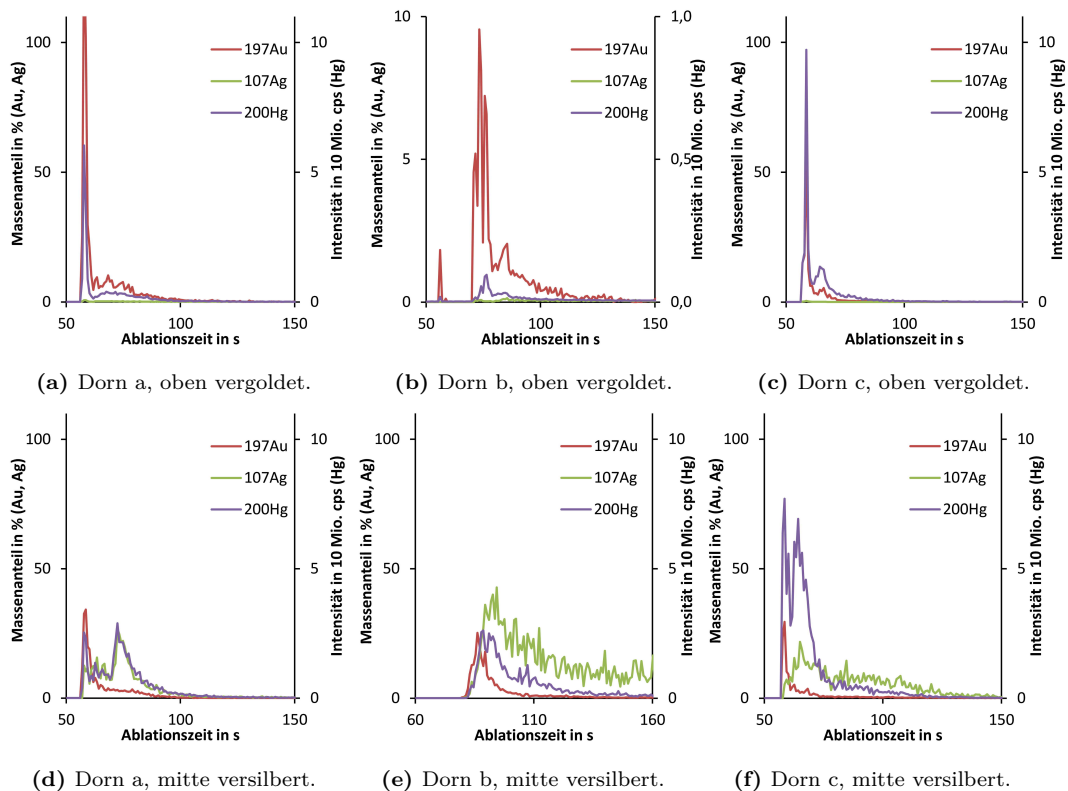 Massenanteil in % (Au, Ag)
100
50
0
197Au
107Ag
200Hg
10
5
0
Intensität in 10 Mio. cps (Hg)
50
100
150
Ablationszeit in s
(a) Dorn a, oben vergoldet.
Massenanteil in % (Au, Ag)
10
5
0
197Au
107Ag
200Hg
1,0
0,5
0,0
Intensität in 10 Mio. cps (Hg)
50
100
150
Ablationszeit in s
(b) Dorn b, oben vergoldet.
Massenanteil in % (Au, Ag)
100
50
0
197Au
107Ag
200Hg
10
5
0
Intensität in 10 Mio. cps (Hg)
50
100
150
Ablationszeit in s
(c) Dorn c, oben vergoldet.
Massenanteil in % (Au, Ag)
100
50
0
197Au
107Ag
200Hg
10
5
0
Intensität in 10 Mio. cps (Hg)
50
100
150
Ablationszeit in s
(d) Dorn a, mitte versilbert.
Massenanteil in % (Au, Ag)
100
50
0
197Au
107Ag
200Hg
10
5
0
Intensität in 10 Mio. cps (Hg)
60
110
160
Ablationszeit in s
(e) Dorn b, mitte versilbert.
Massenanteil in % (Au, Ag)
100
50
0
197Au
107Ag
200Hg
10
5
0
Intensität in 10 Mio. cps (Hg)
50
100
150
Ablationszeit in s
(f) Dorn c, mitte versilbert.